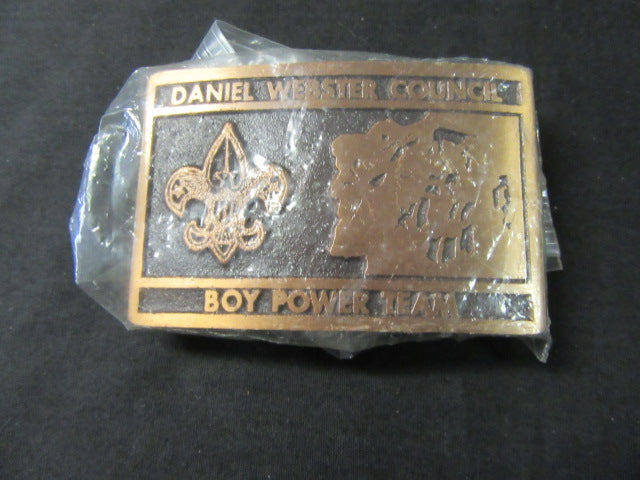 DANIEL WEBSTER COUNCIL
BOY POWER TEAM